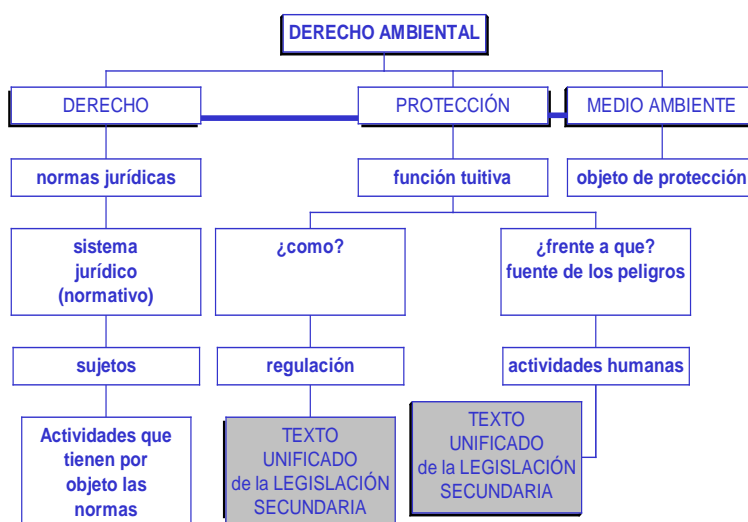 DERECHO AMBIENTAL
DERECHO
PROTECCIÓN
MEDIO AMBIENTE
normas jurídicas
función tuitiva
objeto de protección
sistema
jurídico
(normativo)
¿como?
¿frente a que?
fuente de los peligros
sujetos
regulación
actividades humanas
Actividades que
tienen por
objeto las
normas
TEXTO
UNIFICADO
de la LEGISLACIÓN
SECUNDARIA
TEXTO
UNIFICADO
de la LEGISLACIÓN
SECUNDARIA